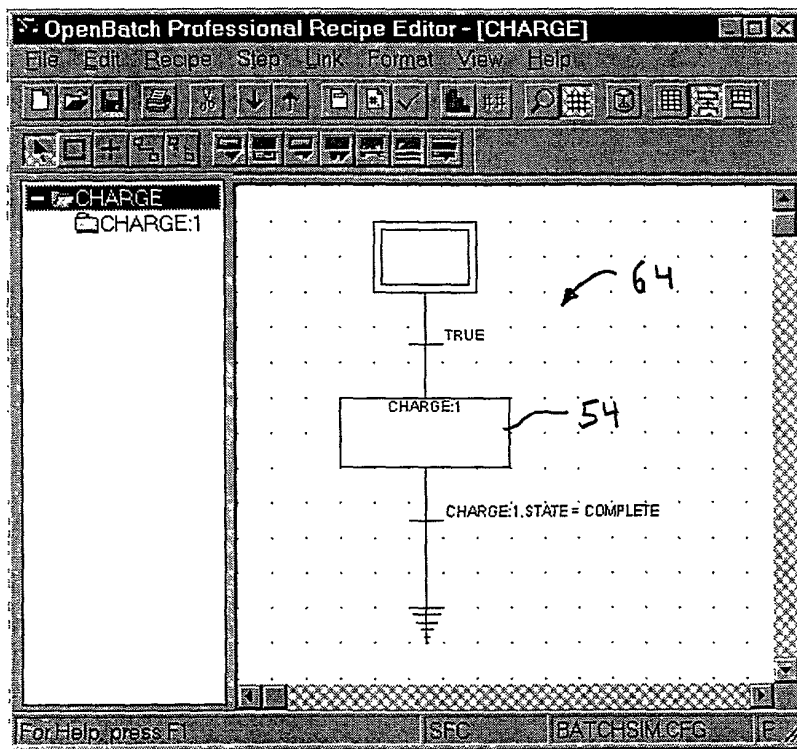 OpenBatch Professional Recipe Editor - [CHARGE]
File Edit Recipe Step Link Format View Help
CHARGE
CHARGE:1
64
TRUE
CHARGE:1
54
CHARGE:1.STATE = COMPLETE
For Help, press F1 SFC BATCHSIM.CFG F